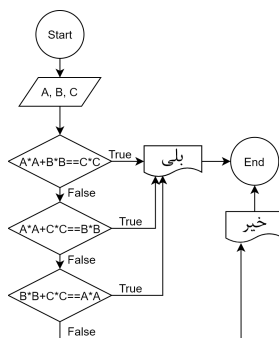 Start
A, B, C
A*A+B*B==C*C
True
بلی
End
False
A*A+C*C==B*B
True
خیر
False
B*B+C*C==A*A
True
False